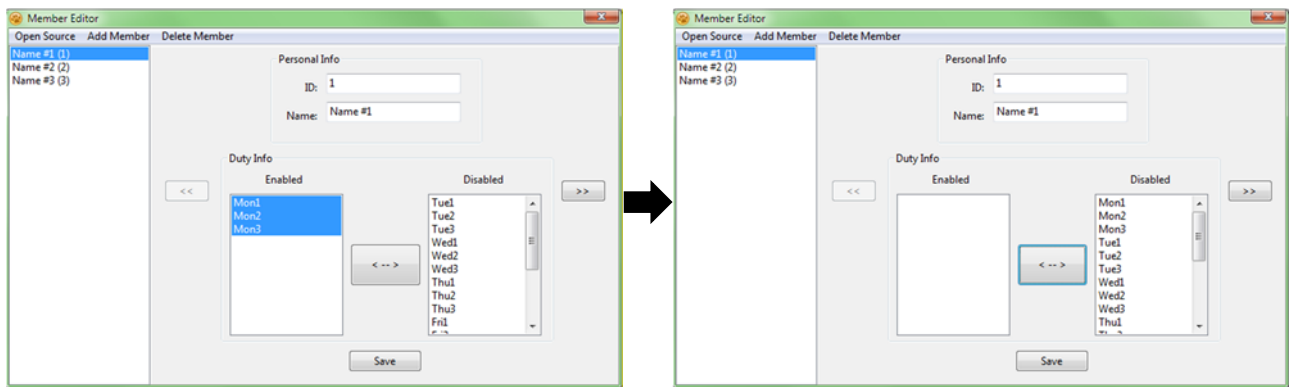 Member Editor
Open Source Add Member Delete Member
Name #1 (1)
Name #2 (2)
Name #3 (3)
Personal Info
ID: 1
Name: Name #1
Duty Info
Enabled
Disabled
<<
Mon1
Mon2
Mon3
< -- >
Tue1
Tue2
Tue3
Wed1
Wed2
Wed3
Thu1
Thu2
Thu3
Fri1
>>
Save
Member Editor
Open Source Add Member Delete Member
Name #1 (1)
Name #2 (2)
Name #3 (3)
Personal Info
ID: 1
Name: Name #1
Duty Info
Enabled
Disabled
<<
< -- >
Mon1
Mon2
Mon3
Tue1
Tue2
Tue3
Wed1
Wed2
Wed3
Thu1
>>
Save